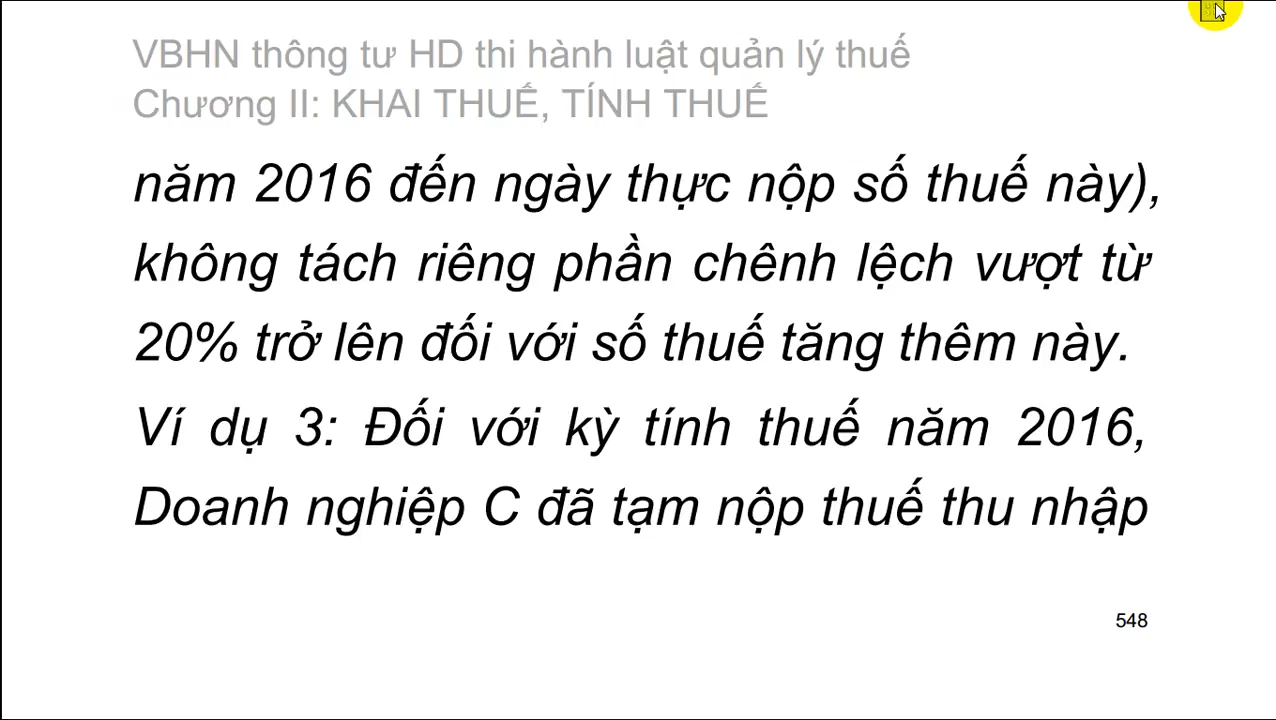 VBHN thông tư HD thi hành luật quản lý thuế
Chương II: KHAI THUẾ, TÍNH THUẾ
năm 2016 đến ngày thực nộp số thuế này),
không tách riêng phần chênh lệch vượt từ
20% trở lên đối với số thuế tăng thêm này.
Ví dụ 3: Đối với kỳ tính thuế năm 2016,
Doanh nghiệp C đã tạm nộp thuế thu nhập
548